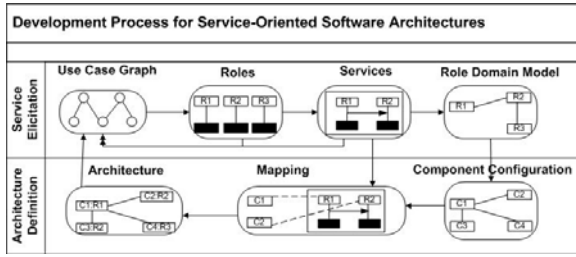 Development Process for Service-Oriented Software Architectures
Service
Elicitation
Use Case Graph
Roles
R1 R2 R3
Services
R1 R2
Role Domain Model
R1
R2
R3
Architecture
Definition
Architecture
C1:R1
C2:R2
C3:R2
C4:R3
Mapping
C1
C2
R1 R2
Component Configuration
C1
C2
C3
C4